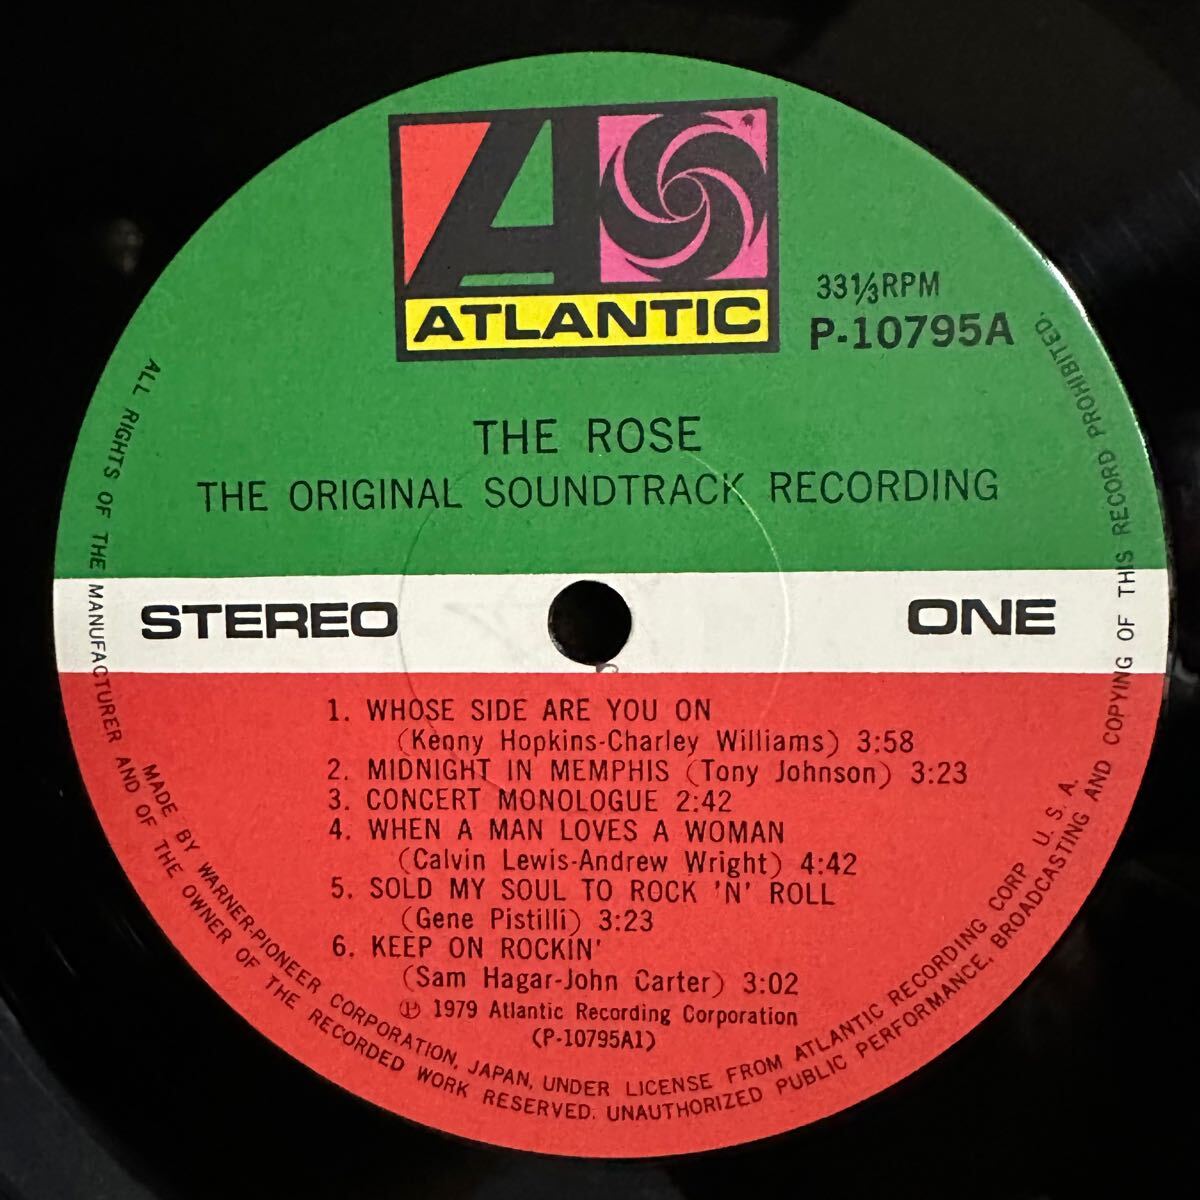 ATLANTIC
33⅓RPM
P-10795A
THE ROSE
THE ORIGINAL SOUNDTRACK RECORDING
STEREO
ONE
1. WHOSE SIDE ARE YOU ON
(Kenny Hopkins-Charley Williams) 3:58
2. MIDNIGHT IN MEMPHIS (Tony Johnson) 3:23
3. CONCERT MONOLOGUE 2:42
4. WHEN A MAN LOVES A WOMAN
(Calvin Lewis-Andrew Wright) 4:42
5. SOLD MY SOUL TO ROCK 'N' ROLL
(Gene Pistilli) 3:23
6. KEEP ON ROCKIN'
(Sam Hagar-John Carter) 3:02
Ⓟ 1979 Atlantic Recording Corporation
(P-10795A1)
MADE BY WARNER-PIONEER CORPORATION, JAPAN, UNDER LICENSE FROM ATLANTIC RECORDING CORP U. S. A.
ALL RIGHTS OF THE MANUFACTURER AND OF THE OWNER OF THE RECORDED WORK RESERVED. UNAUTHORIZED PUBLIC PERFORMANCE, BROADCASTING AND COPYING OF THIS RECORD PROHIBITED.